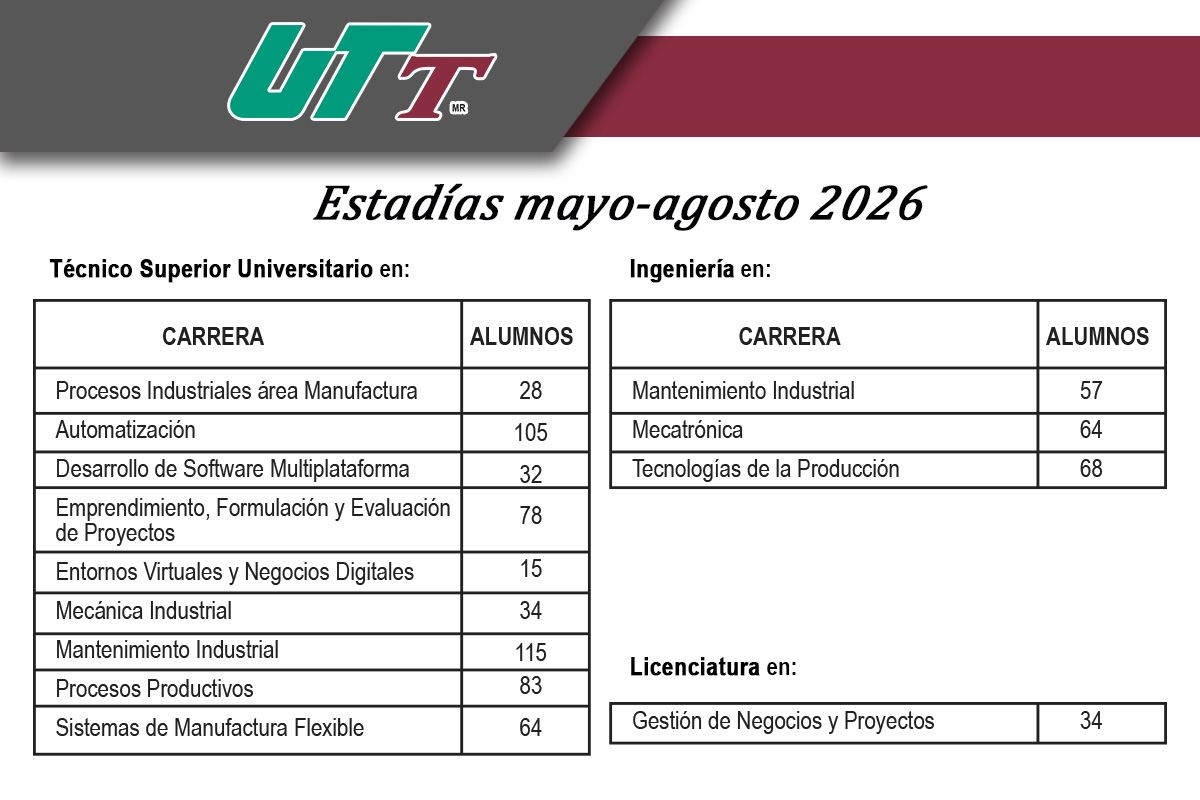 UTT
MR
Estadías mayo-agosto 2026
Técnico Superior Universitario en:
CARRERA ALUMNOS
Procesos Industriales área Manufactura 28
Automatización 105
Desarrollo de Software Multiplataforma 32
Emprendimiento, Formulación y Evaluación
de Proyectos 78
Entornos Virtuales y Negocios Digitales 15
Mecánica Industrial 34
Mantenimiento Industrial 115
Procesos Productivos 83
Sistemas de Manufactura Flexible 64
Ingeniería en:
CARRERA ALUMNOS
Mantenimiento Industrial 57
Mecatrónica 64
Tecnologías de la Producción 68
Licenciatura en:
Gestión de Negocios y Proyectos 34